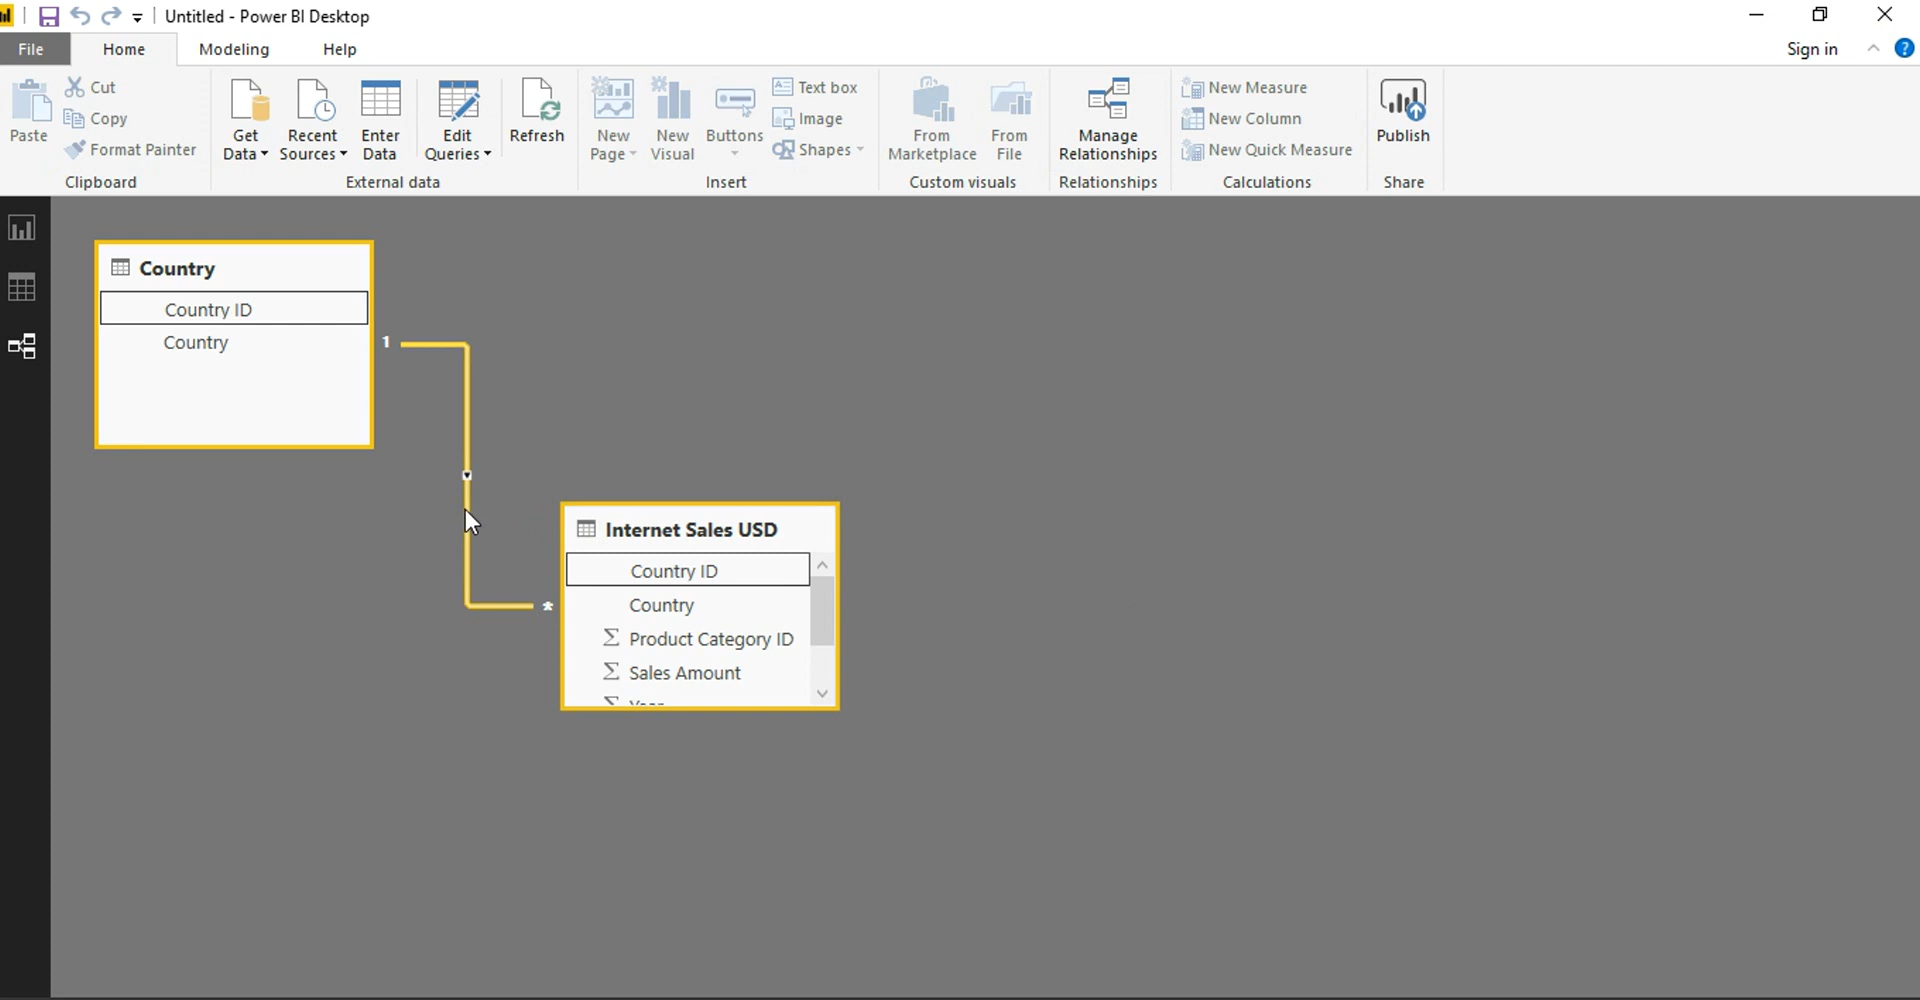 Untitled - Power BI Desktop
File Home Modeling Help Sign in
Paste
Cut
Copy
Format Painter
Clipboard
Get Data
Recent Sources
Enter Data
Edit Queries
Refresh
External data
New Page
New Visual
Buttons
Text box
Image
Shapes
Insert
From Marketplace
From File
Custom visuals
Manage Relationships
Relationships
New Measure
New Column
New Quick Measure
Calculations
Publish
Share
Country
Country ID
Country
1
*
Internet Sales USD
Country ID
Country
Σ Product Category ID
Σ Sales Amount